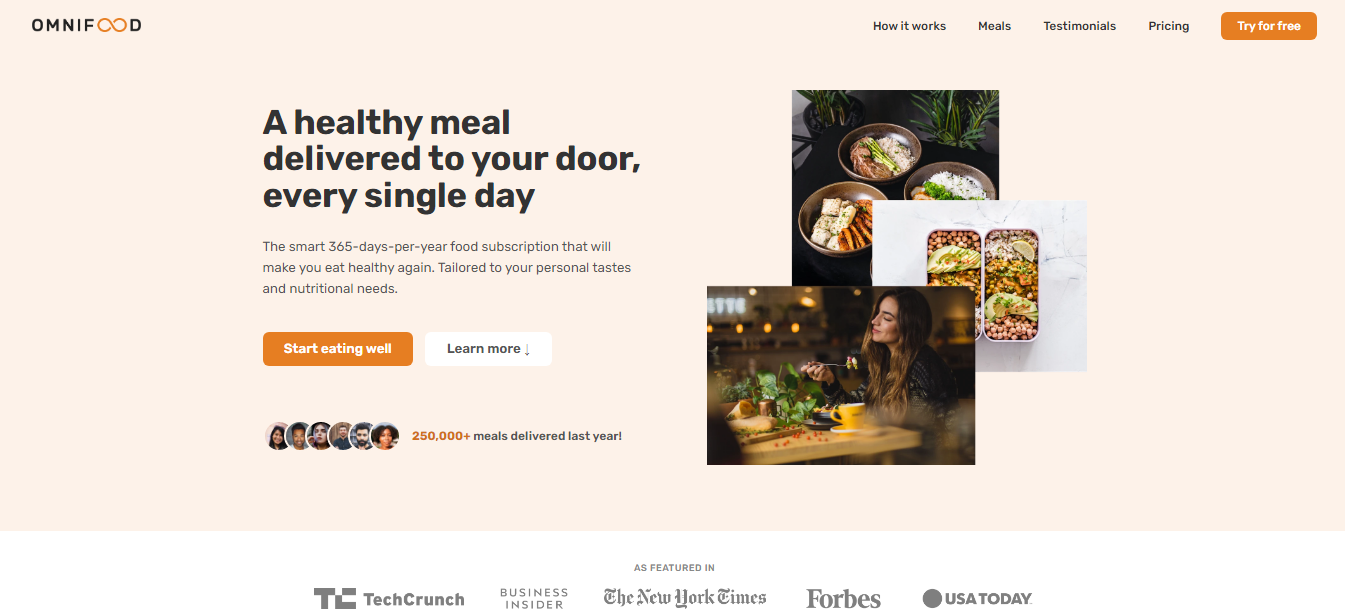 OMNIFOOD
How it works Meals Testimonials Pricing Try for free
A healthy meal
delivered to your door,
every single day
The smart 365-days-per-year food subscription that will
make you eat healthy again. Tailored to your personal tastes
and nutritional needs.
Start eating well Learn more ↓
250,000+ meals delivered last year!
AS FEATURED IN
TC TechCrunch
BUSINESS
INSIDER
The New York Times
Forbes
USA TODAY